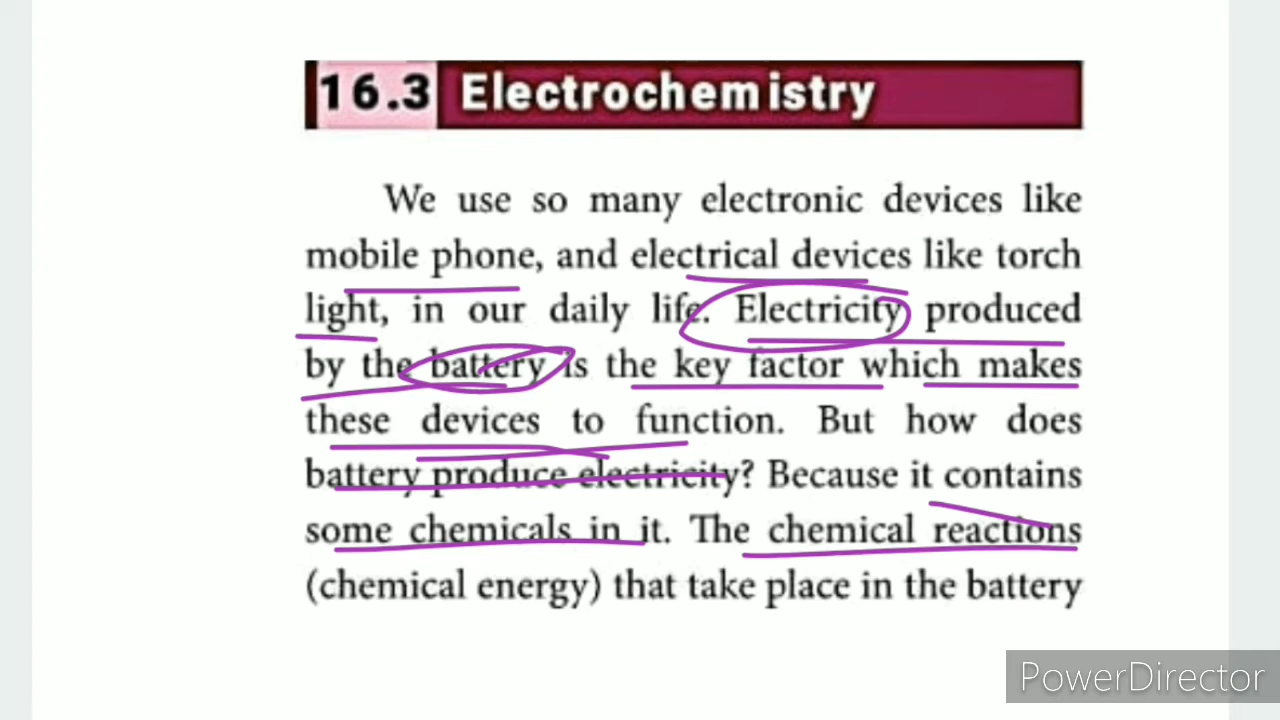 16.3 Electrochemistry
We use so many electronic devices like
mobile phone, and electrical devices like torch
light, in our daily life. Electricity produced
by the battery is the key factor which makes
these devices to function. But how does
battery produce electricity? Because it contains
some chemicals in it. The chemical reactions
(chemical energy) that take place in the battery
PowerDirector